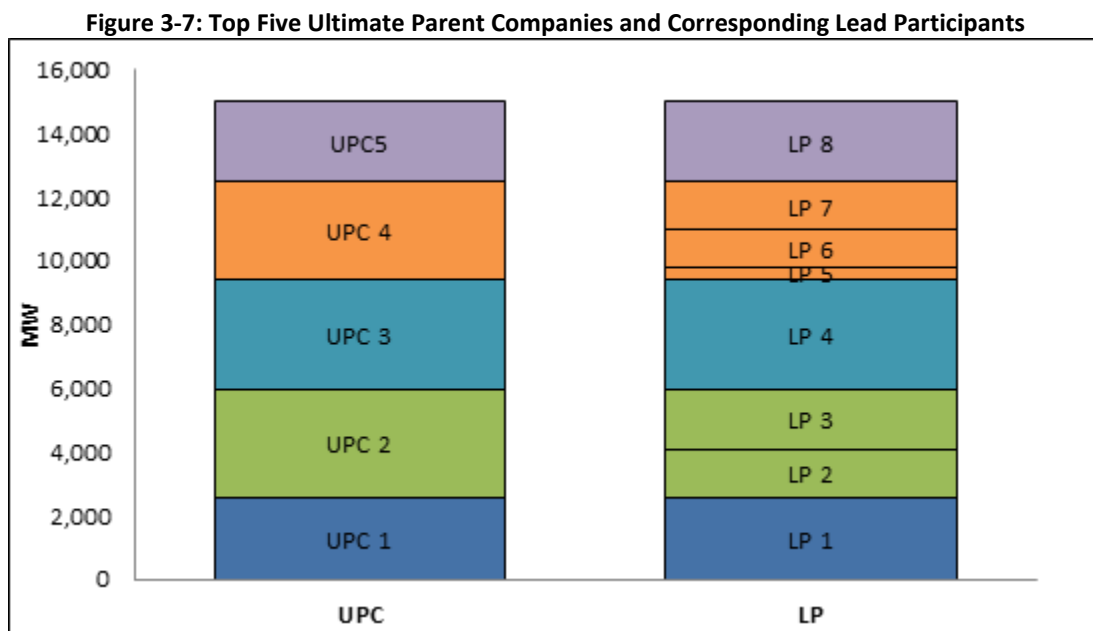 Figure 3-7: Top Five Ultimate Parent Companies and Corresponding Lead Participants
16,000
14,000
12,000
10,000
8,000
6,000
4,000
2,000
0
MW
UPC5
UPC 4
UPC 3
UPC 2
UPC 1
LP 8
LP 7
LP 6
LP 5
LP 4
LP 3
LP 2
LP 1
UPC
LP